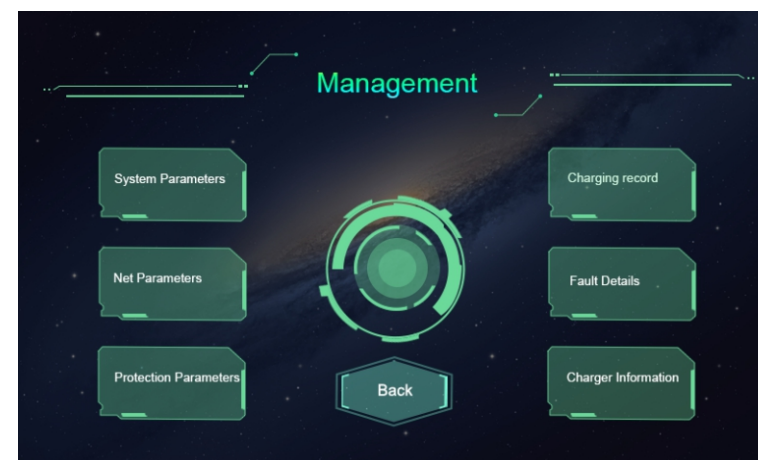 Management
System Parameters
Charging record
Net Parameters
Fault Details
Protection Parameters
Back
Charger Information